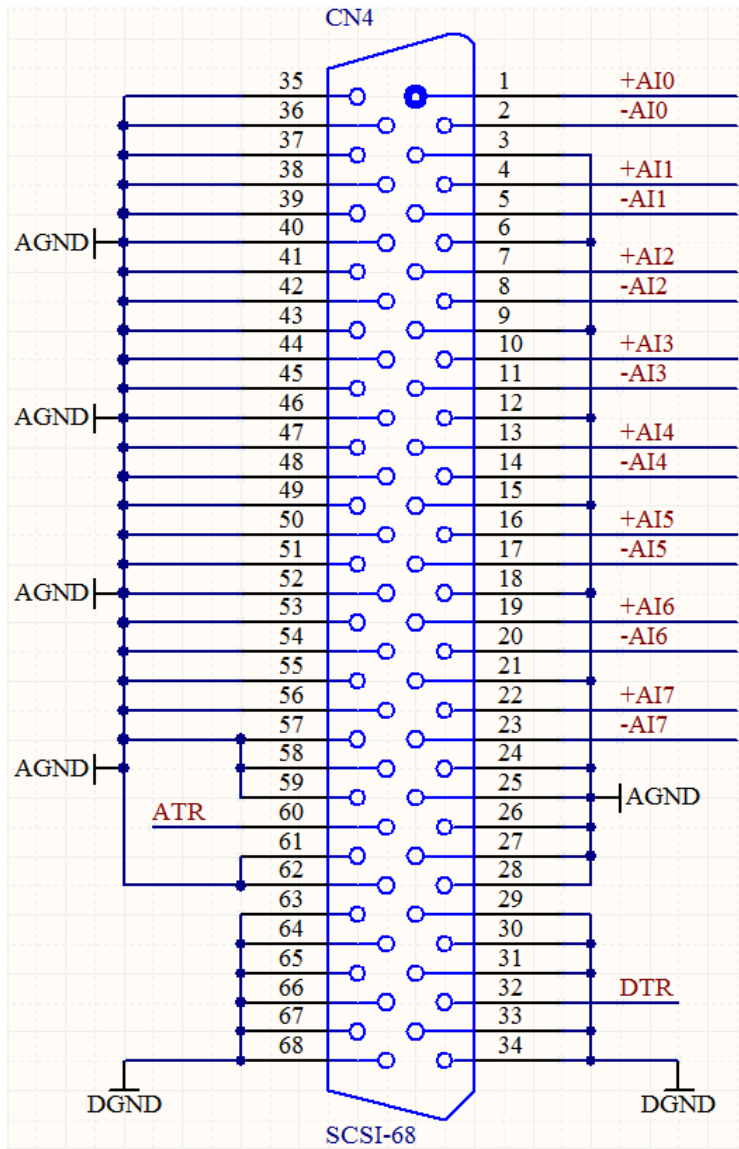 CN4
35 1 +AI0
36 2 -AI0
37 3
38 4 +AI1
39 5 -AI1
AGND 40 6
41 7 +AI2
42 8 -AI2
43 9
44 10 +AI3
45 11 -AI3
AGND 46 12
47 13 +AI4
48 14 -AI4
49 15
50 16 +AI5
51 17 -AI5
AGND 52 18
53 19 +AI6
54 20 -AI6
55 21
56 22 +AI7
57 23 -AI7
AGND 58 24
59 25 AGND
ATR 60 26
61 27
62 28
63 29
64 30
65 31
66 32 DTR
67 33
68 34
DGND DGND
SCSI-68